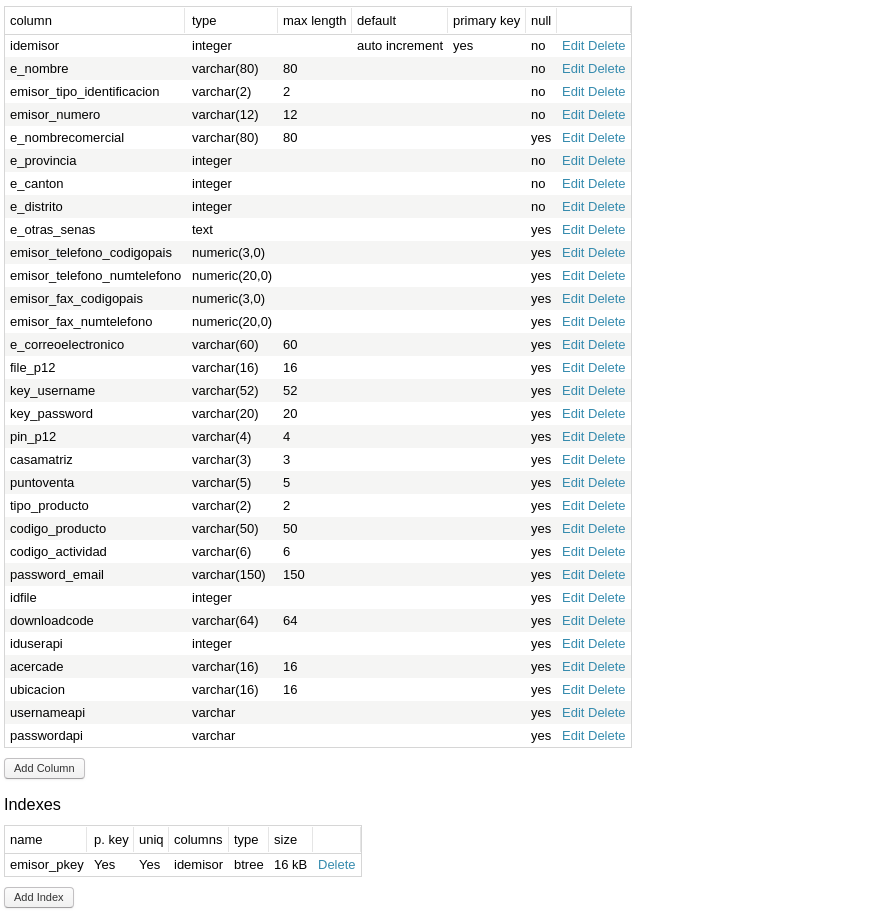 column type max length default primary key null
idemisor integer auto increment yes no Edit Delete
e_nombre varchar(80) 80 no Edit Delete
emisor_tipo_identificacion varchar(2) 2 no Edit Delete
emisor_numero varchar(12) 12 no Edit Delete
e_nombrecomercial varchar(80) 80 yes Edit Delete
e_provincia integer no Edit Delete
e_canton integer no Edit Delete
e_distrito integer no Edit Delete
e_otras_senas text yes Edit Delete
emisor_telefono_codigopais numeric(3,0) yes Edit Delete
emisor_telefono_numtelefono numeric(20,0) yes Edit Delete
emisor_fax_codigopais numeric(3,0) yes Edit Delete
emisor_fax_numtelefono numeric(20,0) yes Edit Delete
e_correoelectronico varchar(60) 60 yes Edit Delete
file_p12 varchar(16) 16 yes Edit Delete
key_username varchar(52) 52 yes Edit Delete
key_password varchar(20) 20 yes Edit Delete
pin_p12 varchar(4) 4 yes Edit Delete
casamatriz varchar(3) 3 yes Edit Delete
puntoventa varchar(5) 5 yes Edit Delete
tipo_producto varchar(2) 2 yes Edit Delete
codigo_producto varchar(50) 50 yes Edit Delete
codigo_actividad varchar(6) 6 yes Edit Delete
password_email varchar(150) 150 yes Edit Delete
idfile integer yes Edit Delete
downloadcode varchar(64) 64 yes Edit Delete
iduserapi integer yes Edit Delete
acercade varchar(16) 16 yes Edit Delete
ubicacion varchar(16) 16 yes Edit Delete
usernameapi varchar yes Edit Delete
passwordapi varchar yes Edit Delete
Add Column
Indexes
name p. key uniq columns type size
emisor_pkey Yes Yes idemisor btree 16 kB Delete
Add Index